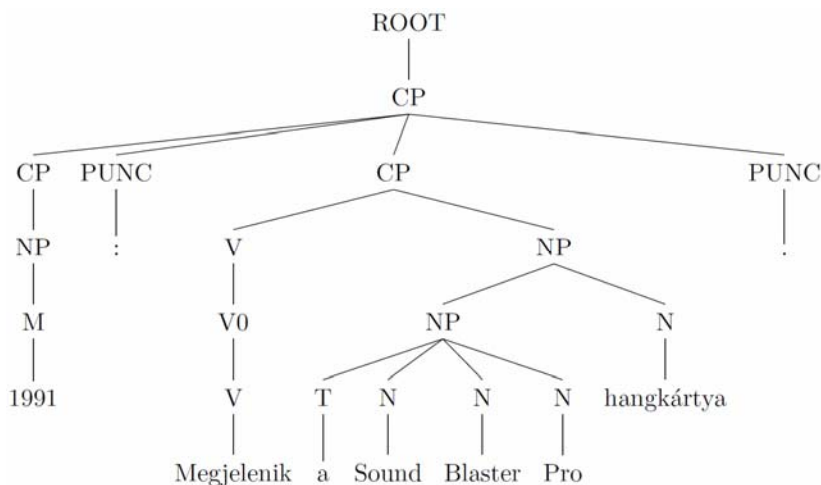 ROOT
CP
CP PUNC CP PUNC
NP : V NP .
M V0 NP N
1991 V T N N N hangkártya
Megjelenik a Sound Blaster Pro